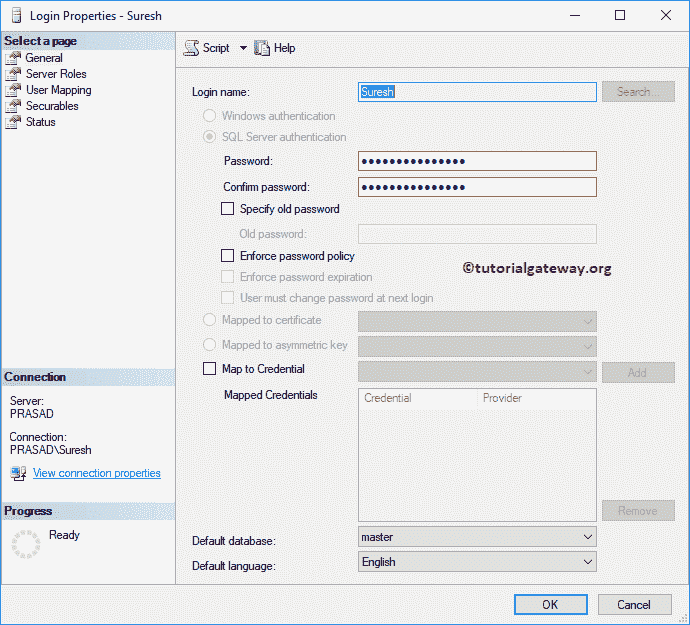 Login Properties - Suresh
Select a page
General
Server Roles
User Mapping
Securables
Status
Connection
Server:
PRASAD
Connection:
PRASAD\Suresh
View connection properties
Progress
Ready
Script Help
Login name: Suresh Search...
Windows authentication
SQL Server authentication
Password: ●●●●●●●●●●●●●●●
Confirm password: ●●●●●●●●●●●●●●●
Specify old password
Old password:
Enforce password policy
©tutorialgateway.org
Enforce password expiration
User must change password at next login
Mapped to certificate
Mapped to asymmetric key
Map to Credential Add
Mapped Credentials Credential Provider
Remove
Default database: master
Default language: English
OK Cancel